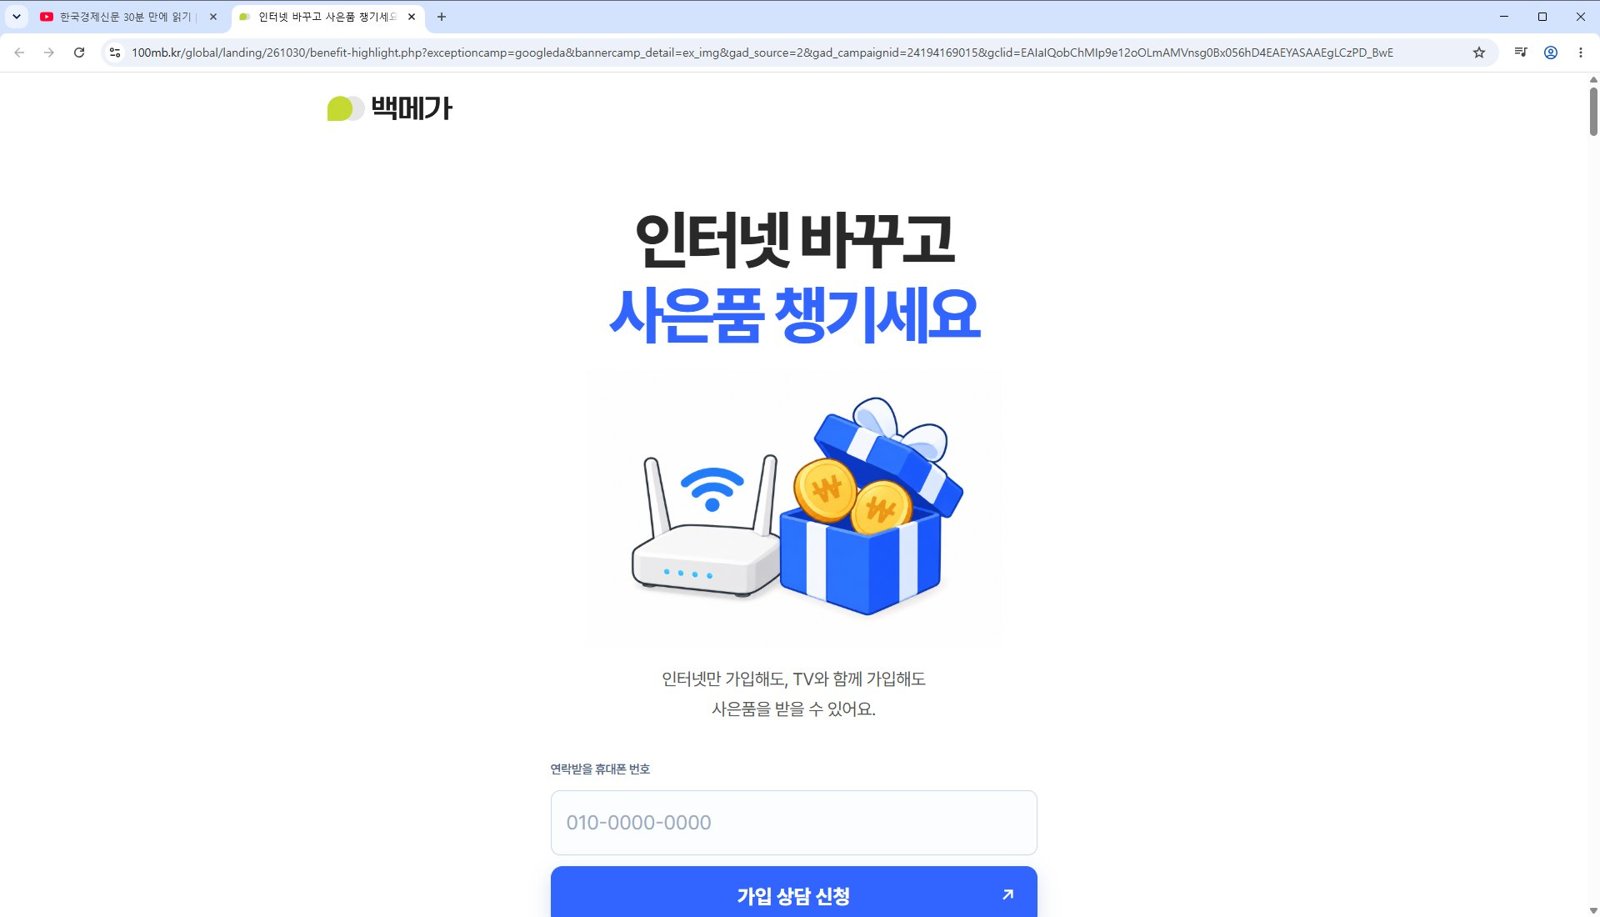 한국경제신문 30분 만에 읽기
인터넷 바꾸고 사은품 챙기세요
100mb.kr/global/landing/261030/benefit-highlight.php?exceptioncamp=googleda&bannercamp_detail=ex_img&gad_source=2&gad_campaignid=24194169015&gclid=EAIaIQobChMIp9e12oOLmAMVnsg0Bx056hD4EAEYASAAEgLCzPD_BwE
백메가
인터넷 바꾸고
사은품 챙기세요
₩ ₩
인터넷만 가입해도, TV와 함께 가입해도
사은품을 받을 수 있어요.
연락받을 휴대폰 번호
010-0000-0000
가입 상담 신청